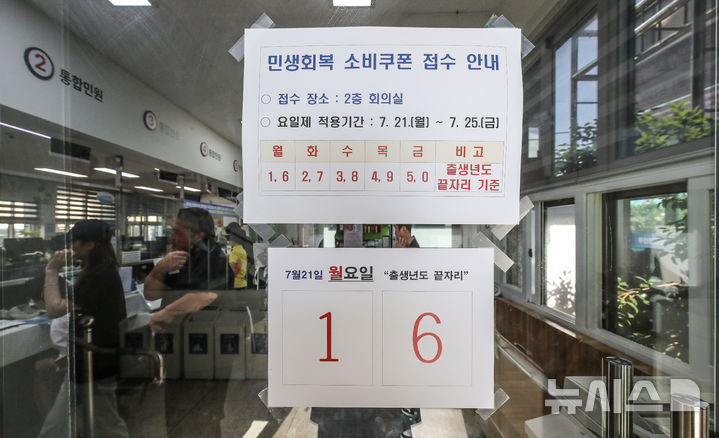 민생회복 소비쿠폰 접수 안내
○ 접수 장소 : 2층 회의실
○ 요일제 적용기간 : 7. 21.(월) ~ 7. 25.(금)
월 화 수 목 금 비고
1, 6 2, 7 3, 8 4, 9 5, 0 출생년도
끝자리 기준
7월21일 월요일 “출생년도 끝자리”
1 6
2 통합민원
3
4
뉴시스